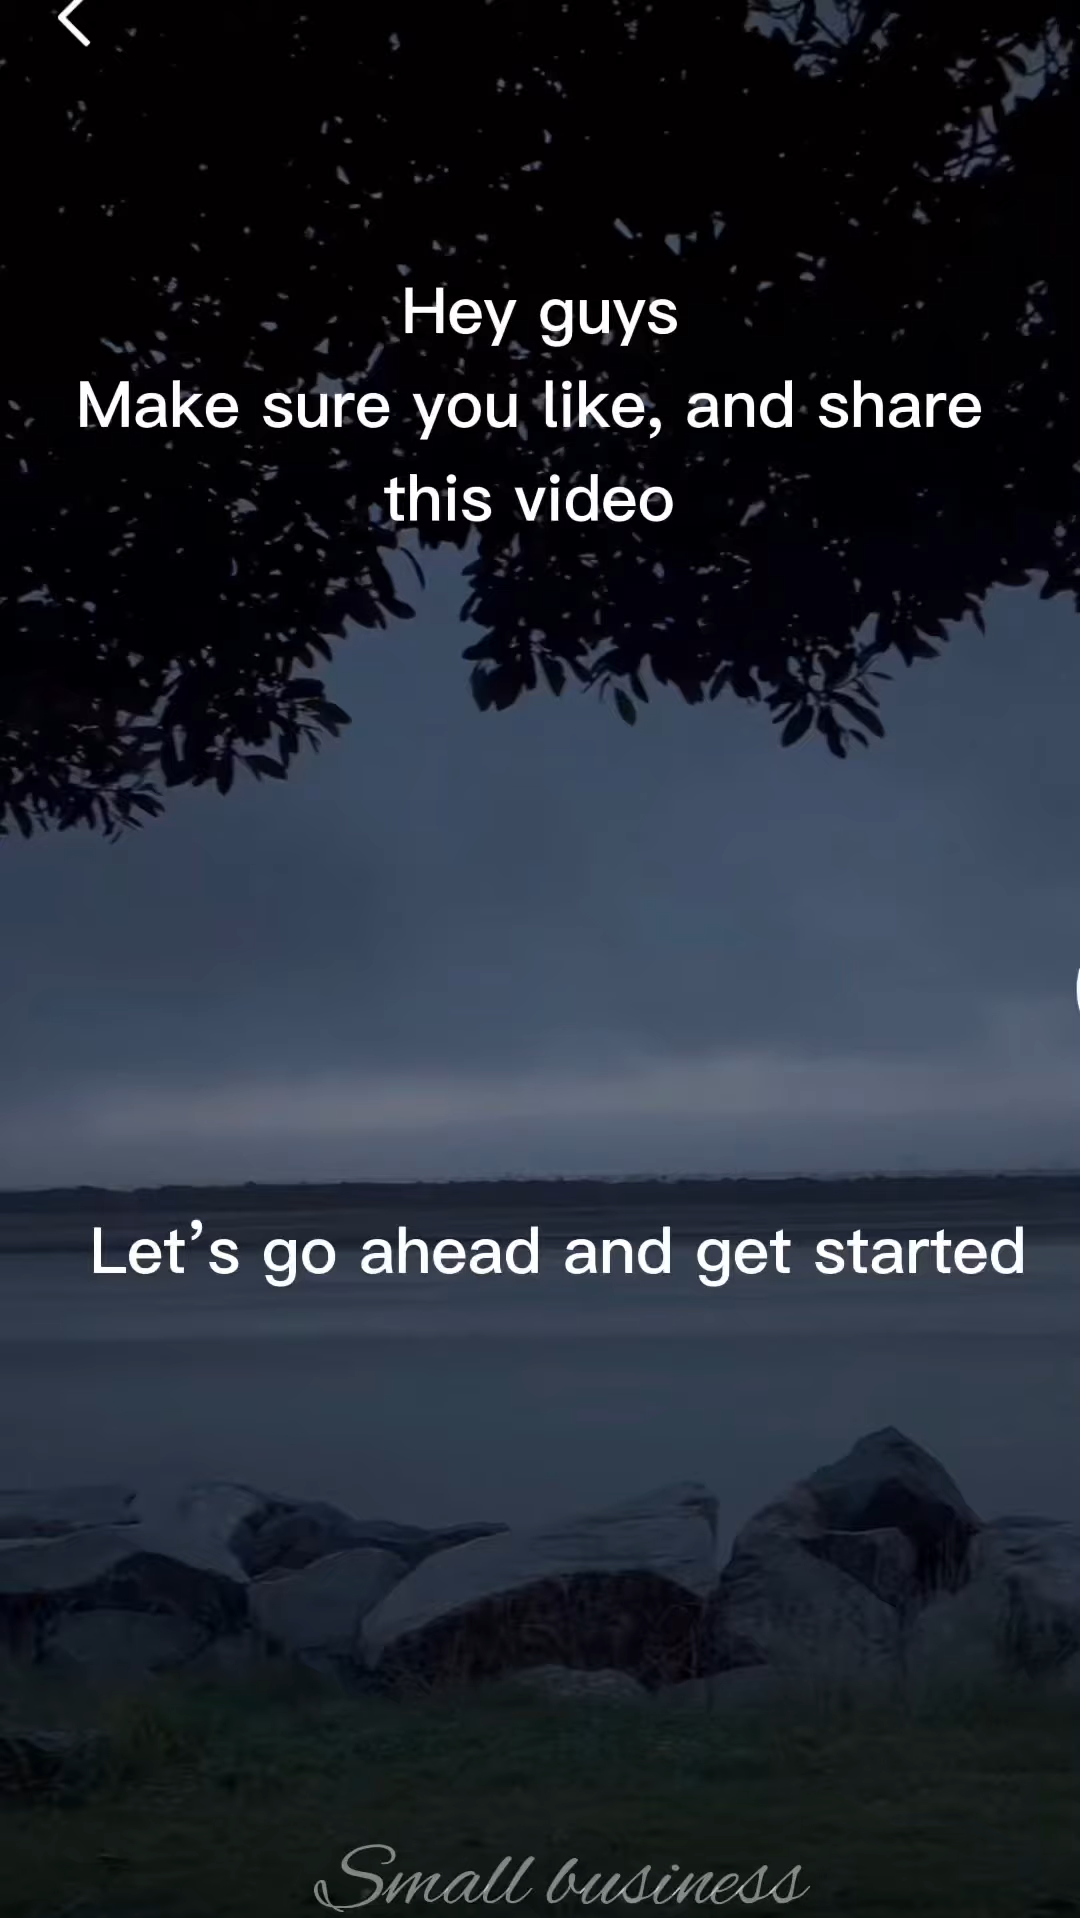 Hey guys
Make sure you like, and share
this video
Let’s go ahead and get started
Small business